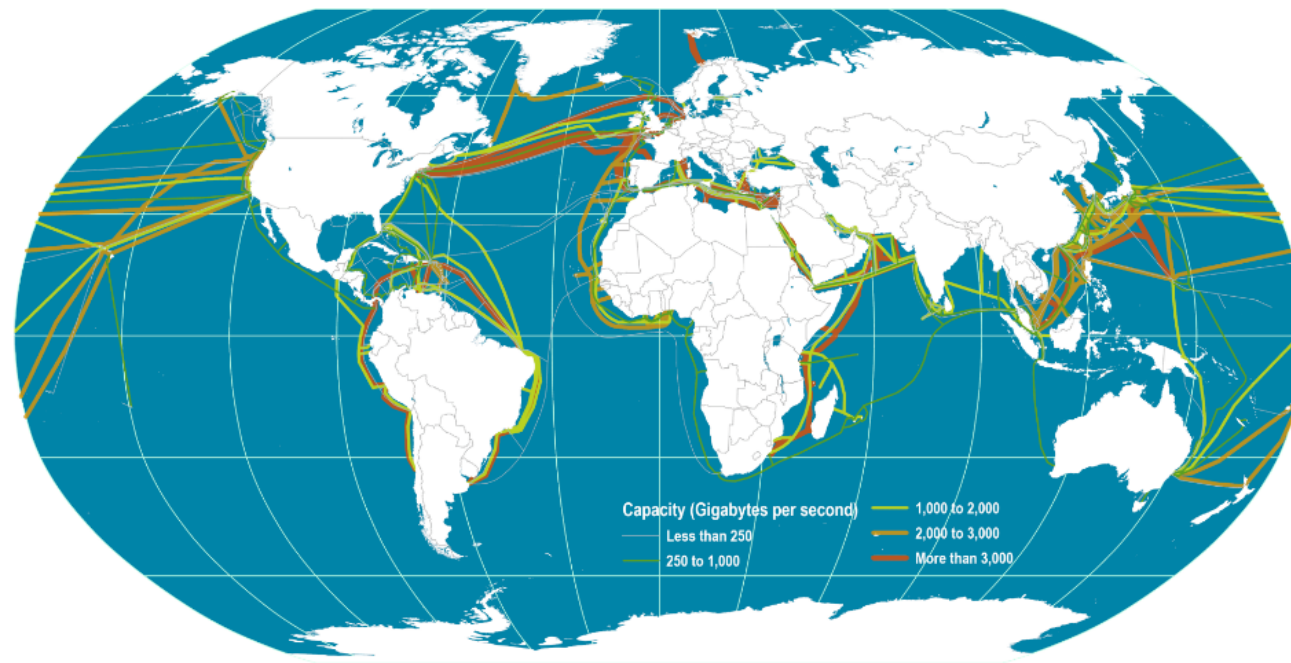 Capacity (Gigabytes per second)
Less than 250
250 to 1,000
1,000 to 2,000
2,000 to 3,000
More than 3,000